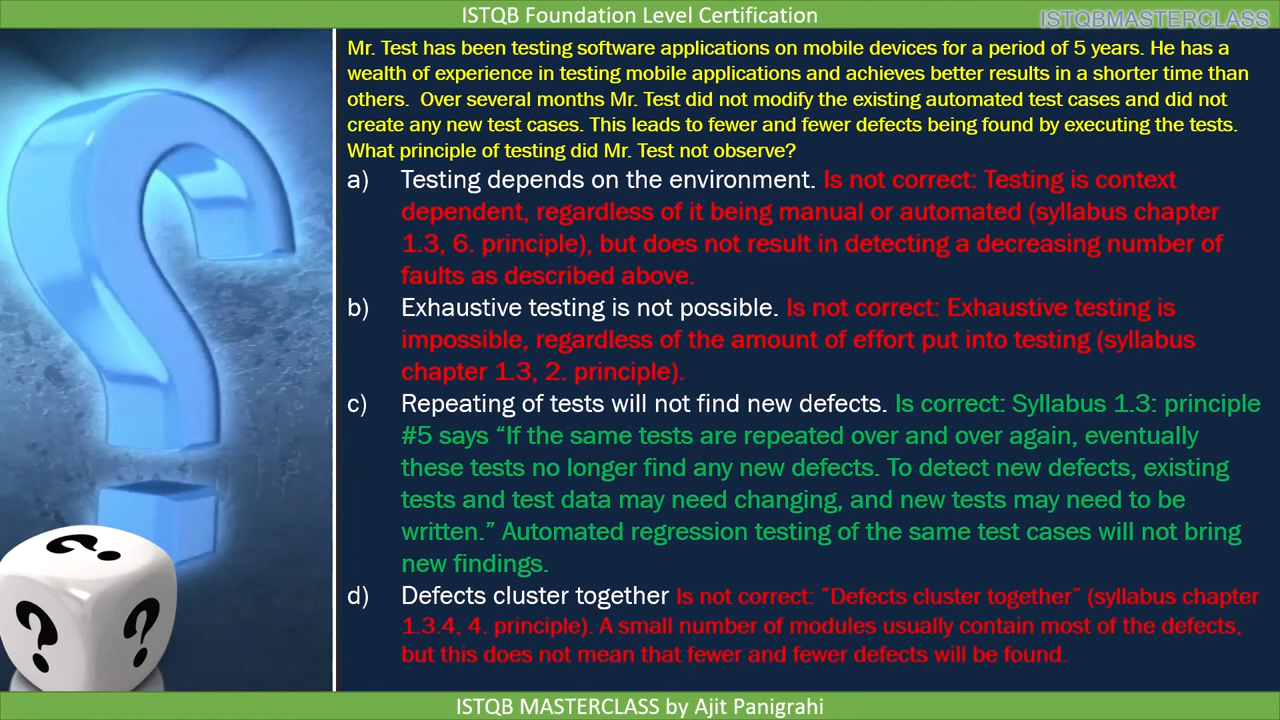 ISTQB Foundation Level Certification
ISTQBMASTERCLASS
Mr. Test has been testing software applications on mobile devices for a period of 5 years. He has a
wealth of experience in testing mobile applications and achieves better results in a shorter time than
others.  Over several months Mr. Test did not modify the existing automated test cases and did not
create any new test cases. This leads to fewer and fewer defects being found by executing the tests.
What principle of testing did Mr. Test not observe?
a) Testing depends on the environment. Is not correct: Testing is context
dependent, regardless of it being manual or automated (syllabus chapter
1.3, 6. principle), but does not result in detecting a decreasing number of
faults as described above.
b) Exhaustive testing is not possible. Is not correct: Exhaustive testing is
impossible, regardless of the amount of effort put into testing (syllabus
chapter 1.3, 2. principle).
c) Repeating of tests will not find new defects. Is correct: Syllabus 1.3: principle
#5 says “If the same tests are repeated over and over again, eventually
these tests no longer find any new defects. To detect new defects, existing
tests and test data may need changing, and new tests may need to be
written.” Automated regression testing of the same test cases will not bring
new findings.
d) Defects cluster together Is not correct: “Defects cluster together” (syllabus chapter
1.3.4, 4. principle). A small number of modules usually contain most of the defects,
but this does not mean that fewer and fewer defects will be found.
? ? ?
ISTQB MASTERCLASS by Ajit Panigrahi